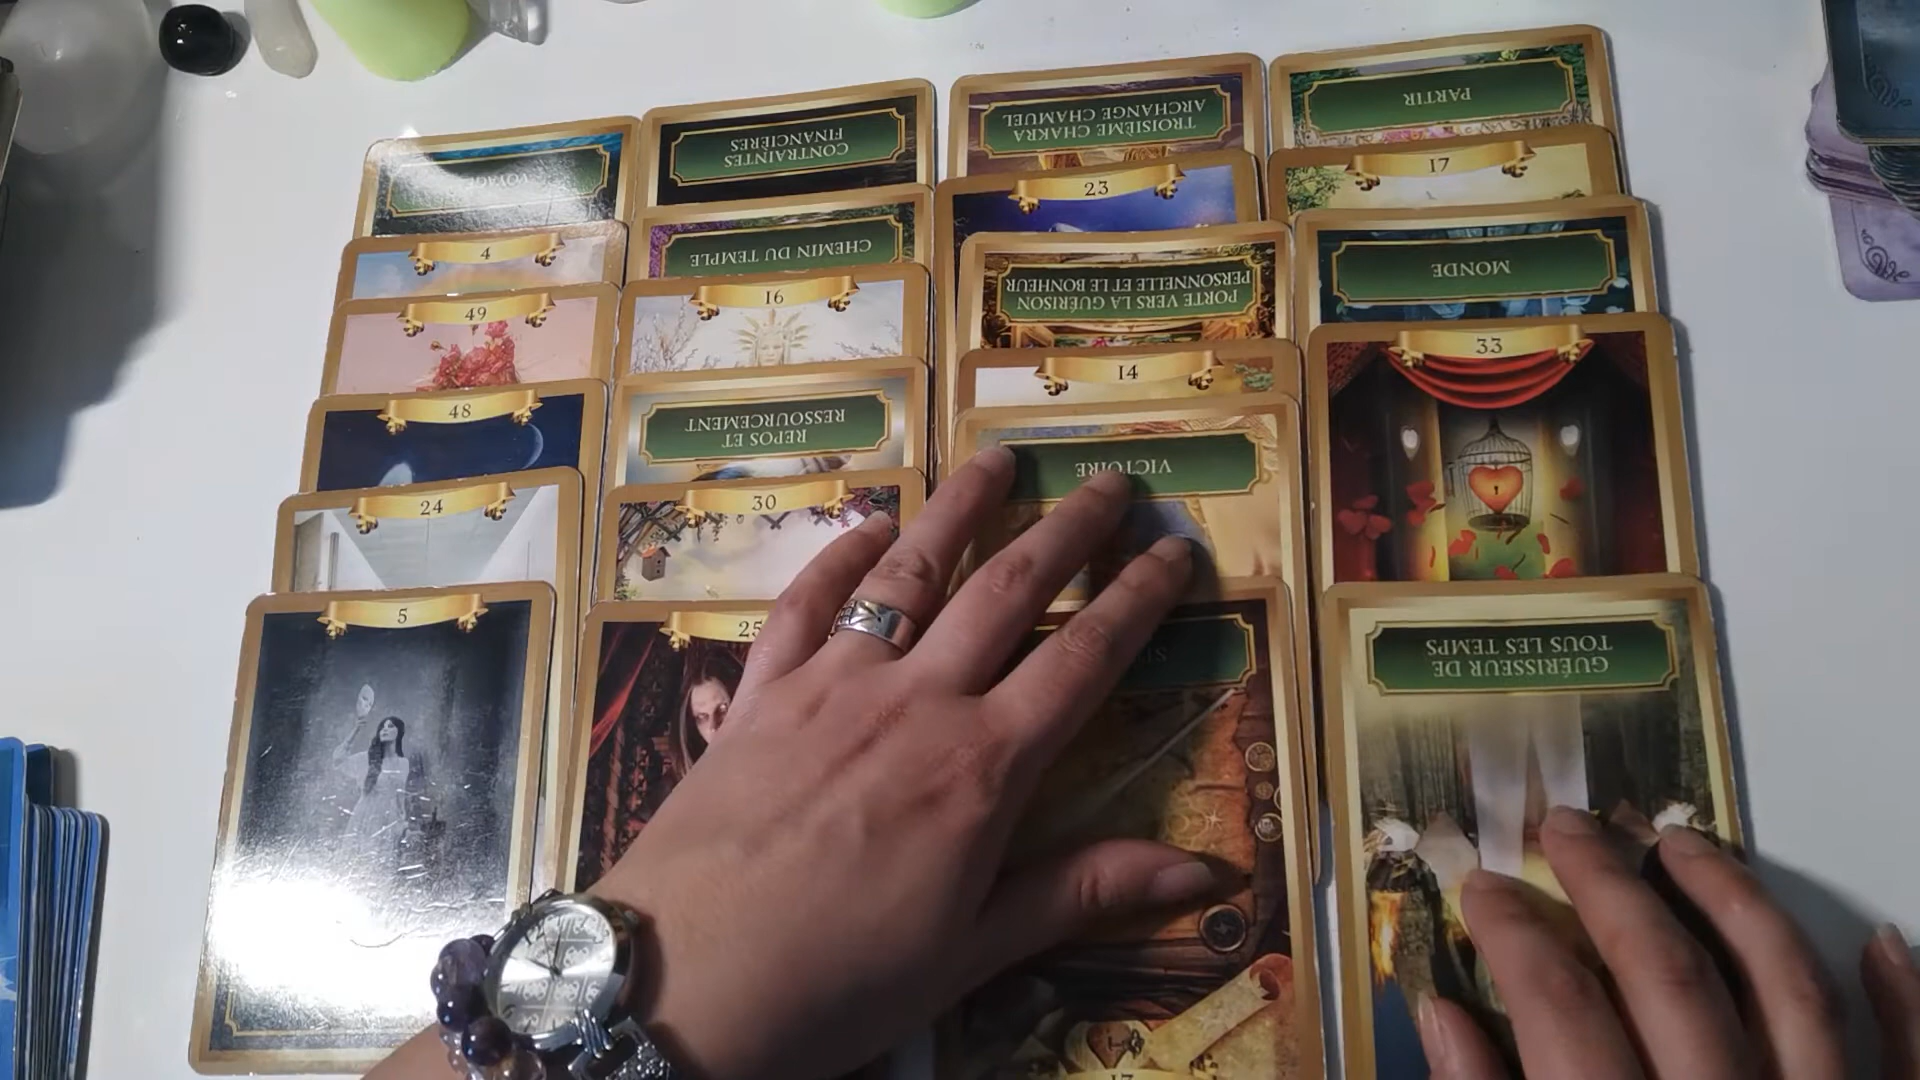 VOYAGE
4
49
48
24
5
CONTRAINTES
FINANCIÈRES
CHEMIN DU TEMPLE
16
REPOS ET
RESSOURCEMENT
30
25
TROISIÈME CHAKRA
ARCHANGE CHAMUEL
23
PORTE VERS LA GUÉRISON
PERSONNELLE ET LE BONHEUR
14
VICTOIRE
PARTIR
17
MONDE
33
GUÉRISSEUR DE
TOUS LES TEMPS